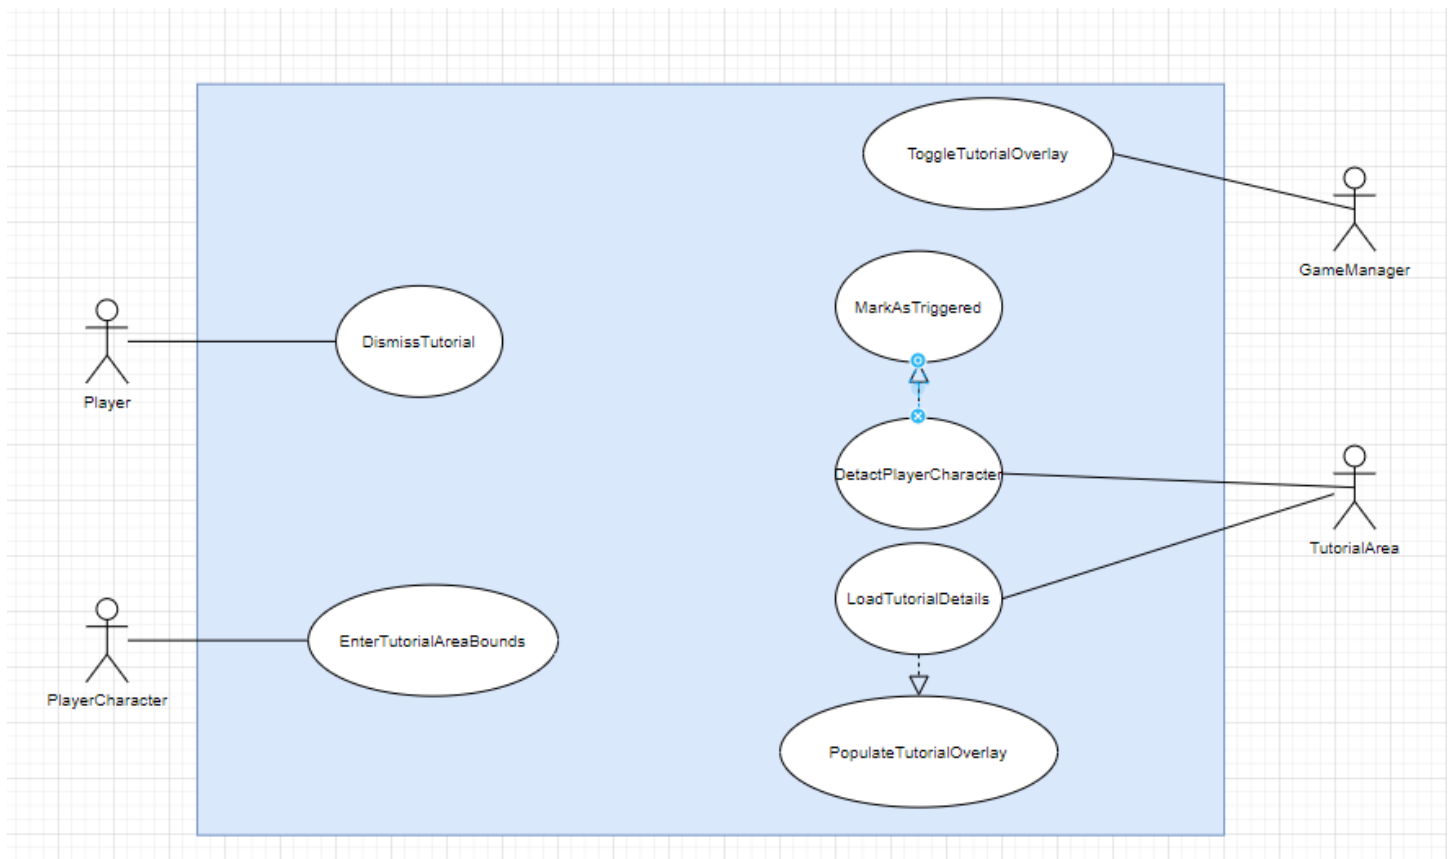 ToggleTutorialOverlay
GameManager
MarkAsTriggered
DismissTutorial
Player
DetactPlayerCharacter
TutorialArea
LoadTutorialDetails
EnterTutorialAreaBounds
PlayerCharacter
PopulateTutorialOverlay